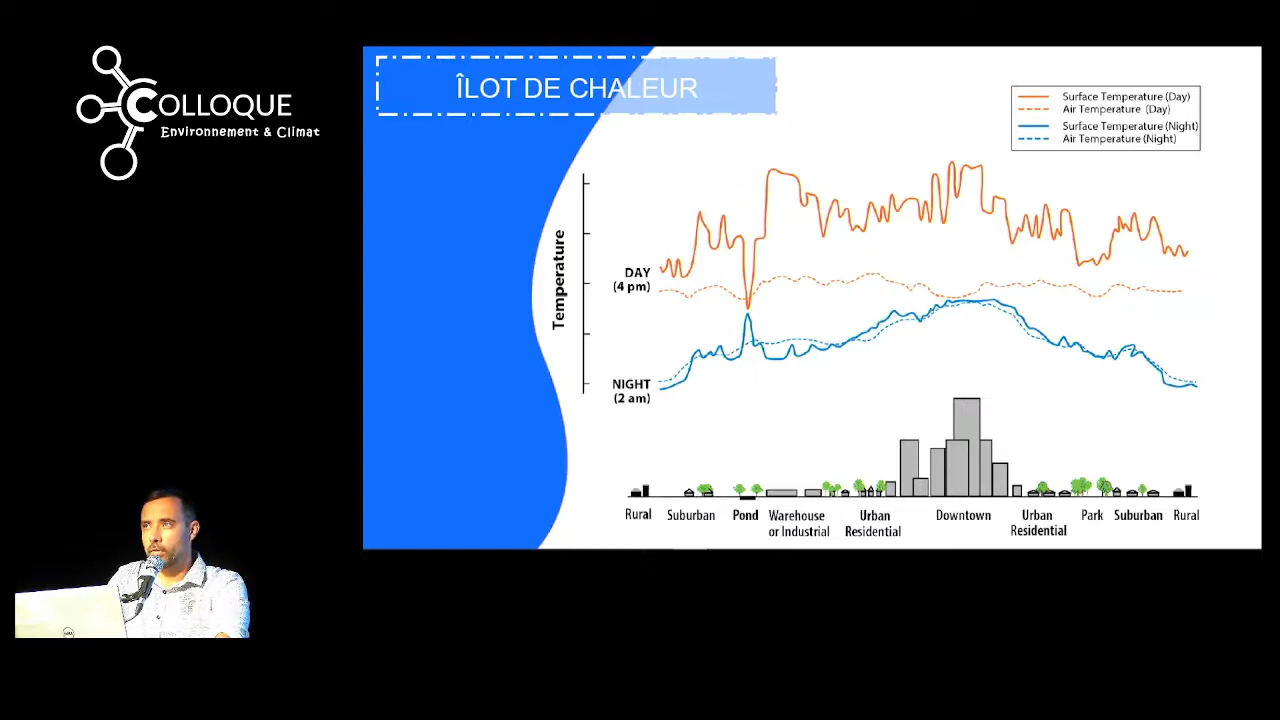 COLLOQUE
Environnement & Climat
ÎLOT DE CHALEUR
Surface Temperature (Day)
Air Temperature (Day)
Surface Temperature (Night)
Air Temperature (Night)
Temperature
DAY
(4 pm)
NIGHT
(2 am)
Rural
Suburban
Pond
Warehouse
or Industrial
Urban
Residential
Downtown
Urban
Residential
Park
Suburban
Rural